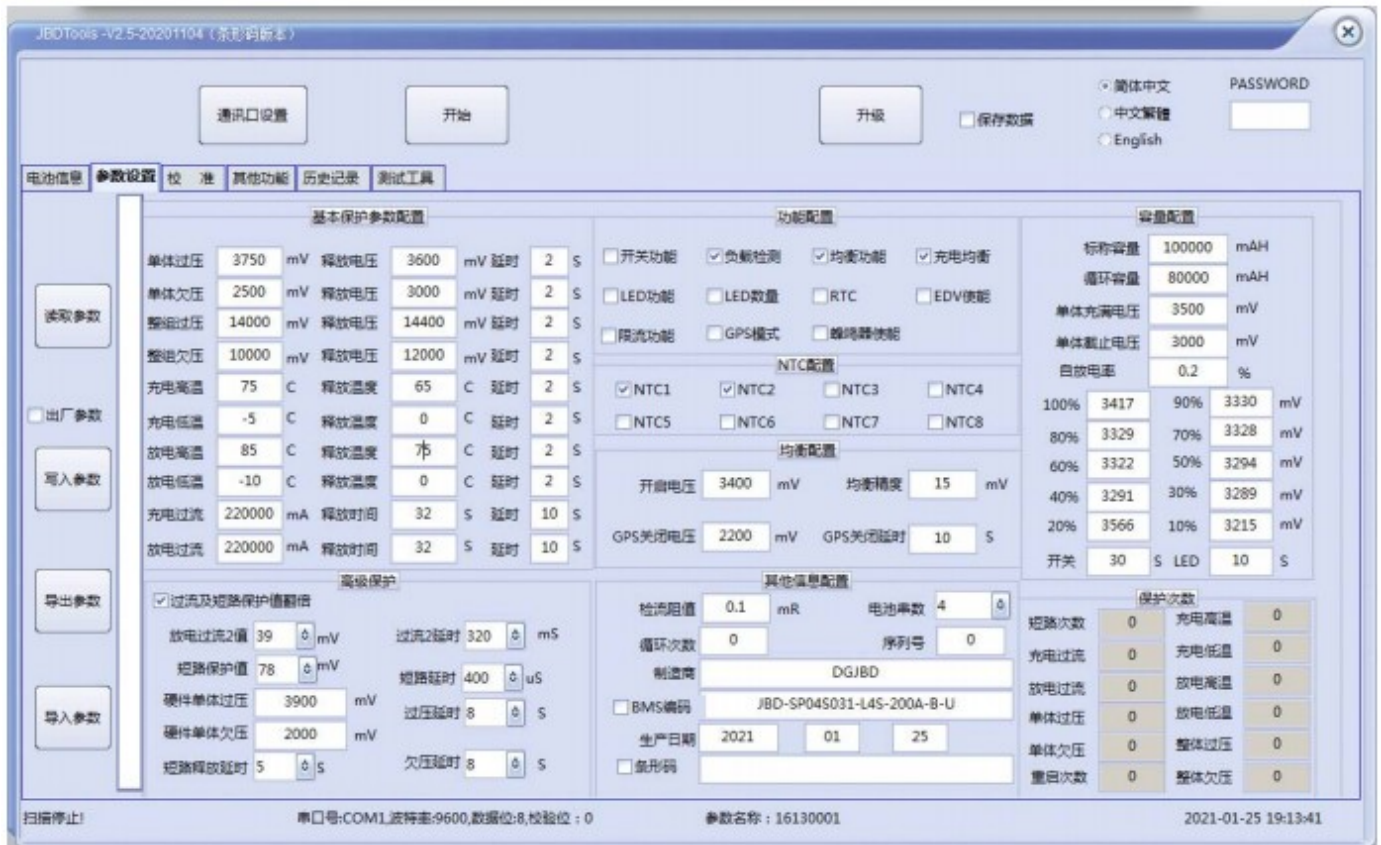 JBDTools -V2.5-20201104（条形码版本）
通讯口设置 开始 升级 保存数据 简体中文 中文繁體 English PASSWORD
电池信息 参数设置 校 准 其他功能 历史记录 测试工具
读取参数
出厂参数
写入参数
导出参数
导入参数
基本保护参数配置
单体过压 3750 mV 释放电压 3600 mV 延时 2 S
单体欠压 2500 mV 释放电压 3000 mV 延时 2 S
整组过压 14000 mV 释放电压 14400 mV 延时 2 S
整组欠压 10000 mV 释放电压 12000 mV 延时 2 S
充电高温 75 C 释放温度 65 C 延时 2 S
充电低温 -5 C 释放温度 0 C 延时 2 S
放电高温 85 C 释放温度 75 C 延时 2 S
放电低温 -10 C 释放温度 0 C 延时 2 S
充电过流 220000 mA 释放时间 32 S 延时 10 S
放电过流 220000 mA 释放时间 32 S 延时 10 S
高级保护
过流及短路保护值翻倍
放电过流2值 39 mV 过流2延时 320 mS
短路保护值 78 mV 短路延时 400 uS
硬件单体过压 3900 mV 过压延时 8 S
硬件单体欠压 2000 mV
短路释放延时 5 S 欠压延时 8 S
功能配置
开关功能 负载检测 均衡功能 充电均衡
LED功能 LED数量 RTC EDV使能
限流功能 GPS模式 蜂鸣器使能
NTC配置
NTC1 NTC2 NTC3 NTC4
NTC5 NTC6 NTC7 NTC8
均衡配置
开启电压 3400 mV 均衡精度 15 mV
GPS关闭电压 2200 mV GPS关闭延时 10 S
其他信息配置
检流阻值 0.1 mR 电池串数 4
循环次数 0 序列号 0
制造商 DGJBD
BMS编码 JBD-SP04S031-L4S-200A-B-U
生产日期 2021 01 25
条形码
容量配置
标称容量 100000 mAH
循环容量 80000 mAH
单体充满电压 3500 mV
单体截止电压 3000 mV
自放电率 0.2 %
100% 3417 90% 3330 mV
80% 3329 70% 3328 mV
60% 3322 50% 3294 mV
40% 3291 30% 3289 mV
20% 3566 10% 3215 mV
开关 30 S LED 10 S
保护次数
短路次数 0 充电高温 0
充电过流 0 充电低温 0
放电过流 0 放电高温 0
单体过压 0 放电低温 0
单体欠压 0 整体过压 0
重启次数 0 整体欠压 0
扫描停止! 串口号:COM1,波特率:9600,数据位:8,校验位：0 参数名称：16130001 2021-01-25 19:13:41